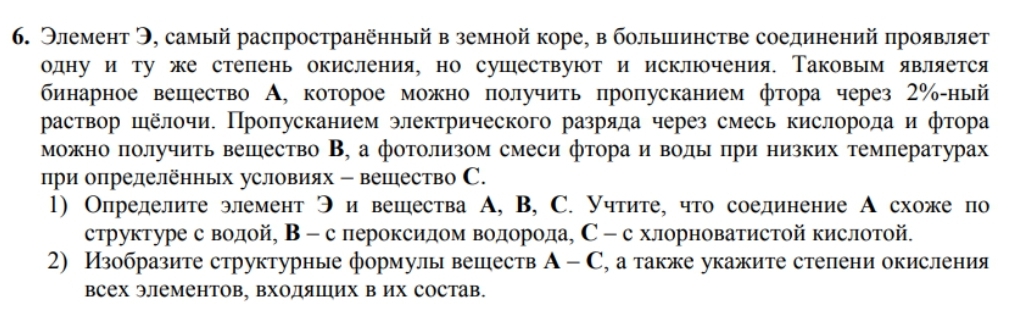 6. Элемент Э, самый распространённый в земной коре, в большинстве соединений проявляет
одну и ту же степень окисления, но существуют и исключения. Таковым является
бинарное вещество А, которое можно получить пропусканием фтора через 2%-ный
раствор щёлочи. Пропусканием электрического разряда через смесь кислорода и фтора
можно получить вещество В, а фотолизом смеси фтора и воды при низких температурах
при определённых условиях – вещество С.
1) Определите элемент Э и вещества А, В, С. Учтите, что соединение А схоже по
структуре с водой, В – с пероксидом водорода, С – с хлорноватистой кислотой.
2) Изобразите структурные формулы веществ А – С, а также укажите степени окисления
всех элементов, входящих в их состав.